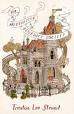 THE
MYSTERIOUS
BENEDICT SOCIETY
Trenton Lee Stewart